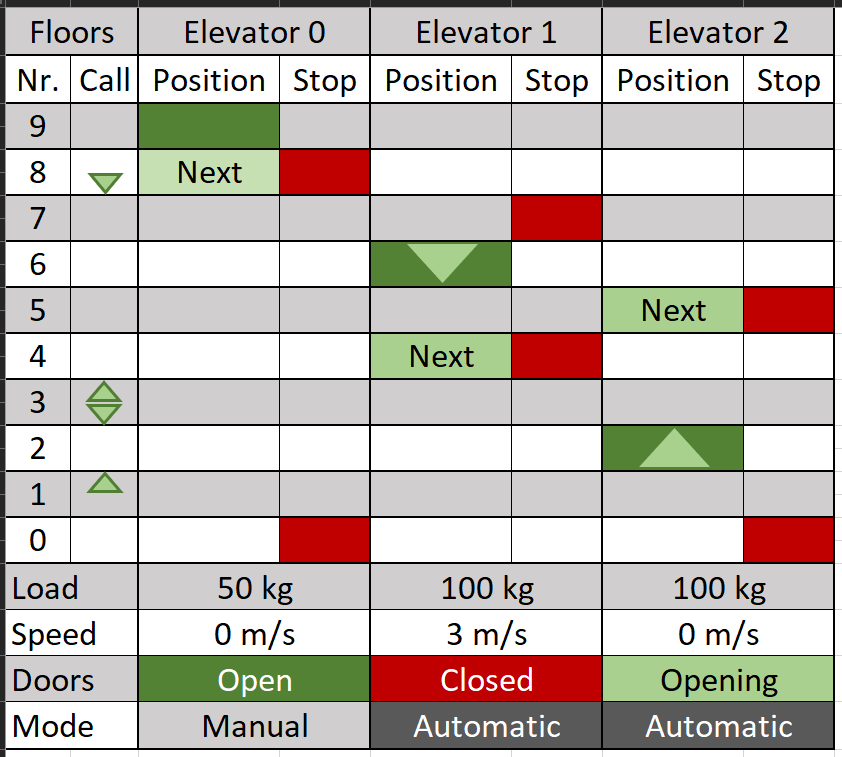 Floors Elevator 0 Elevator 1 Elevator 2
Nr. Call Position Stop Position Stop Position Stop
9
8 Next
7
6
5 Next
4 Next
3
2
1
0
Load 50 kg 100 kg 100 kg
Speed 0 m/s 3 m/s 0 m/s
Doors Open Closed Opening
Mode Manual Automatic Automatic